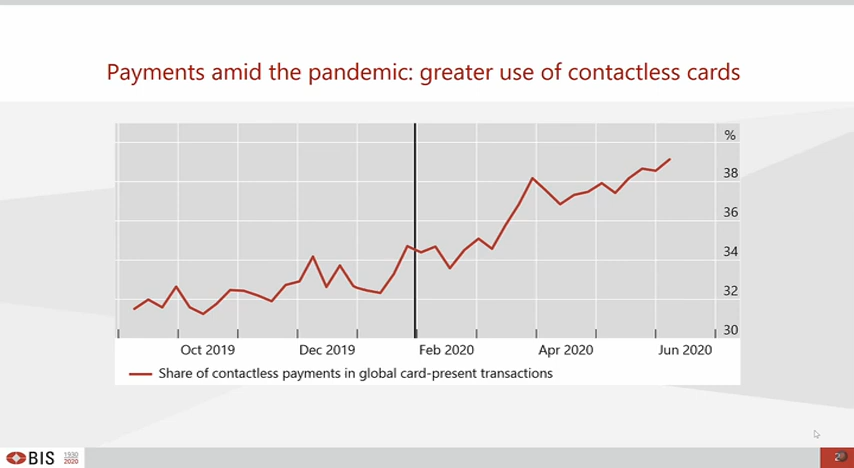 Payments amid the pandemic: greater use of contactless cards
%
38
36
34
32
30
Oct 2019 Dec 2019 Feb 2020 Apr 2020 Jun 2020
Share of contactless payments in global card-present transactions
BIS 1930
2020